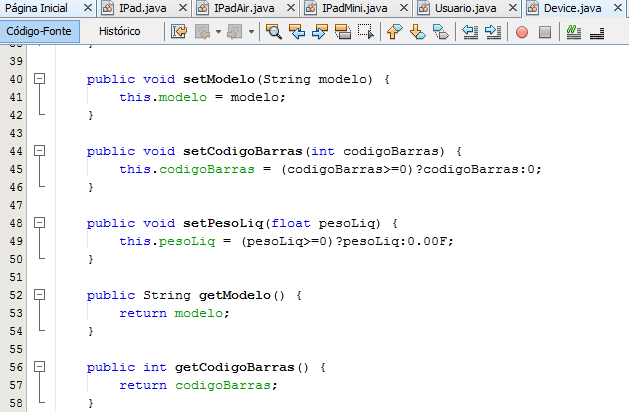 Página Inicial IPad.java IPadAir.java IPadMini.java Usuario.java Device.java
Código-Fonte Histórico
39
40 public void setModelo(String modelo) {
41 this.modelo = modelo;
42 }
43
44 public void setCodigoBarras(int codigoBarras) {
45 this.codigoBarras = (codigoBarras>=0)?codigoBarras:0;
46 }
47
48 public void setPesoLiq(float pesoLiq) {
49 this.pesoLiq = (pesoLiq>=0)?pesoLiq:0.00F;
50 }
51
52 public String getModelo() {
53 return modelo;
54 }
55
56 public int getCodigoBarras() {
57 return codigoBarras;
58 }